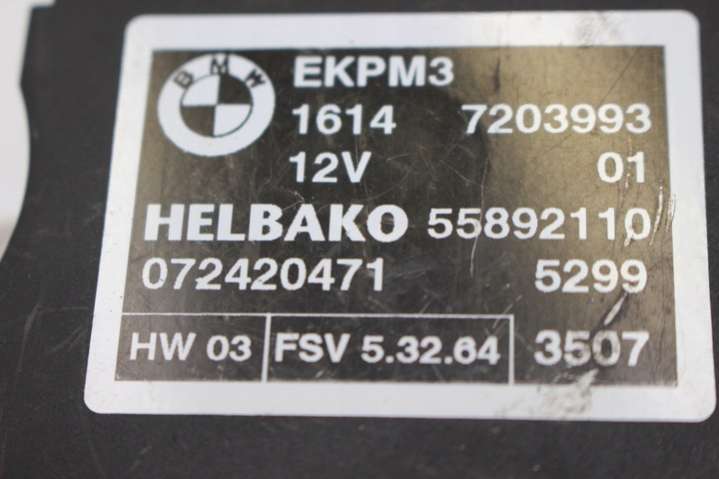 BMW
EKPM3
1614 7203993
12V 01
HELBAKO 55892110
072420471 5299
HW 03 FSV 5.32.64 3507